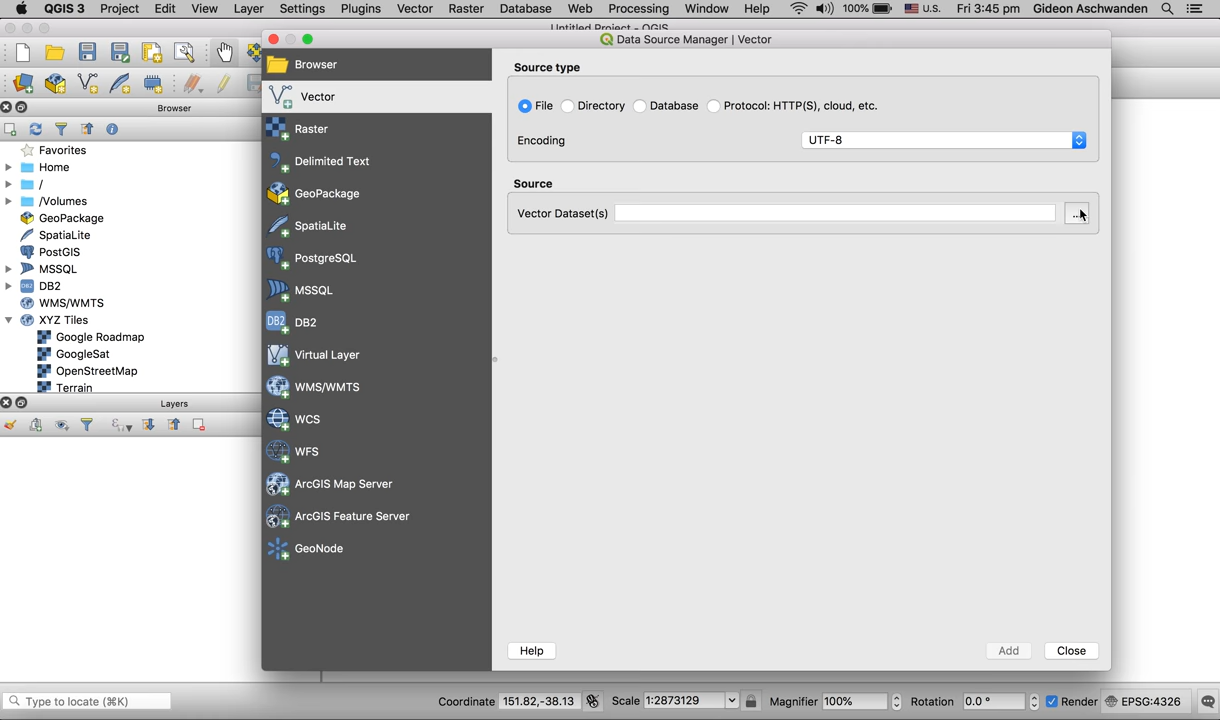 QGIS 3 Project Edit View Layer Settings Plugins Vector Raster Database Web Processing Window Help 100% U.S. Fri 3:45 pm Gideon Aschwanden
Untitled Project - QGIS
Data Source Manager | Vector
Browser
Favorites
Home
/
/Volumes
GeoPackage
SpatiaLite
PostGIS
MSSQL
DB2
WMS/WMTS
XYZ Tiles
Google Roadmap
GoogleSat
OpenStreetMap
Terrain
Layers
Browser
Vector
Raster
Delimited Text
GeoPackage
SpatiaLite
PostgreSQL
MSSQL
DB2
DB2
Virtual Layer
WMS/WMTS
WCS
WFS
ArcGIS Map Server
ArcGIS Feature Server
GeoNode
Source type
File Directory Database Protocol: HTTP(S), cloud, etc.
Encoding UTF-8
Source
Vector Dataset(s) ...
Help Add Close
Type to locate (⌘K) Coordinate 151.82,-38.13 Scale 1:2873129 Magnifier 100% Rotation 0.0 ° Render EPSG:4326